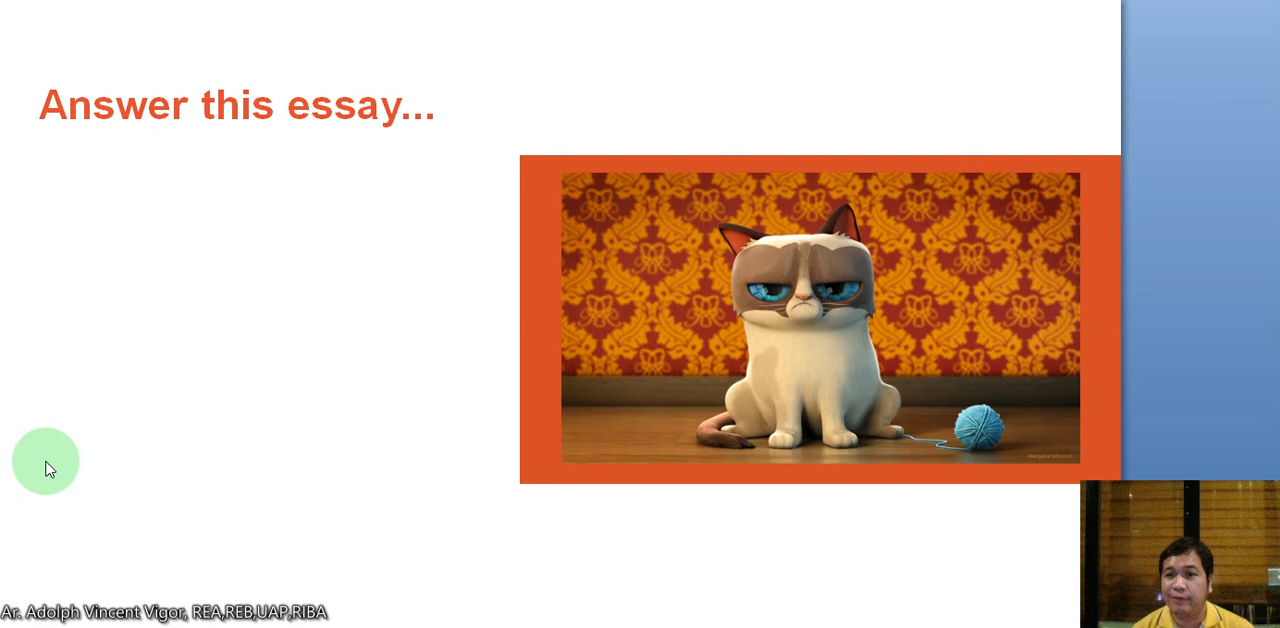 Answer this essay...
Ar. Adolph Vincent Vigor, REA,REB,UAP,RIBA